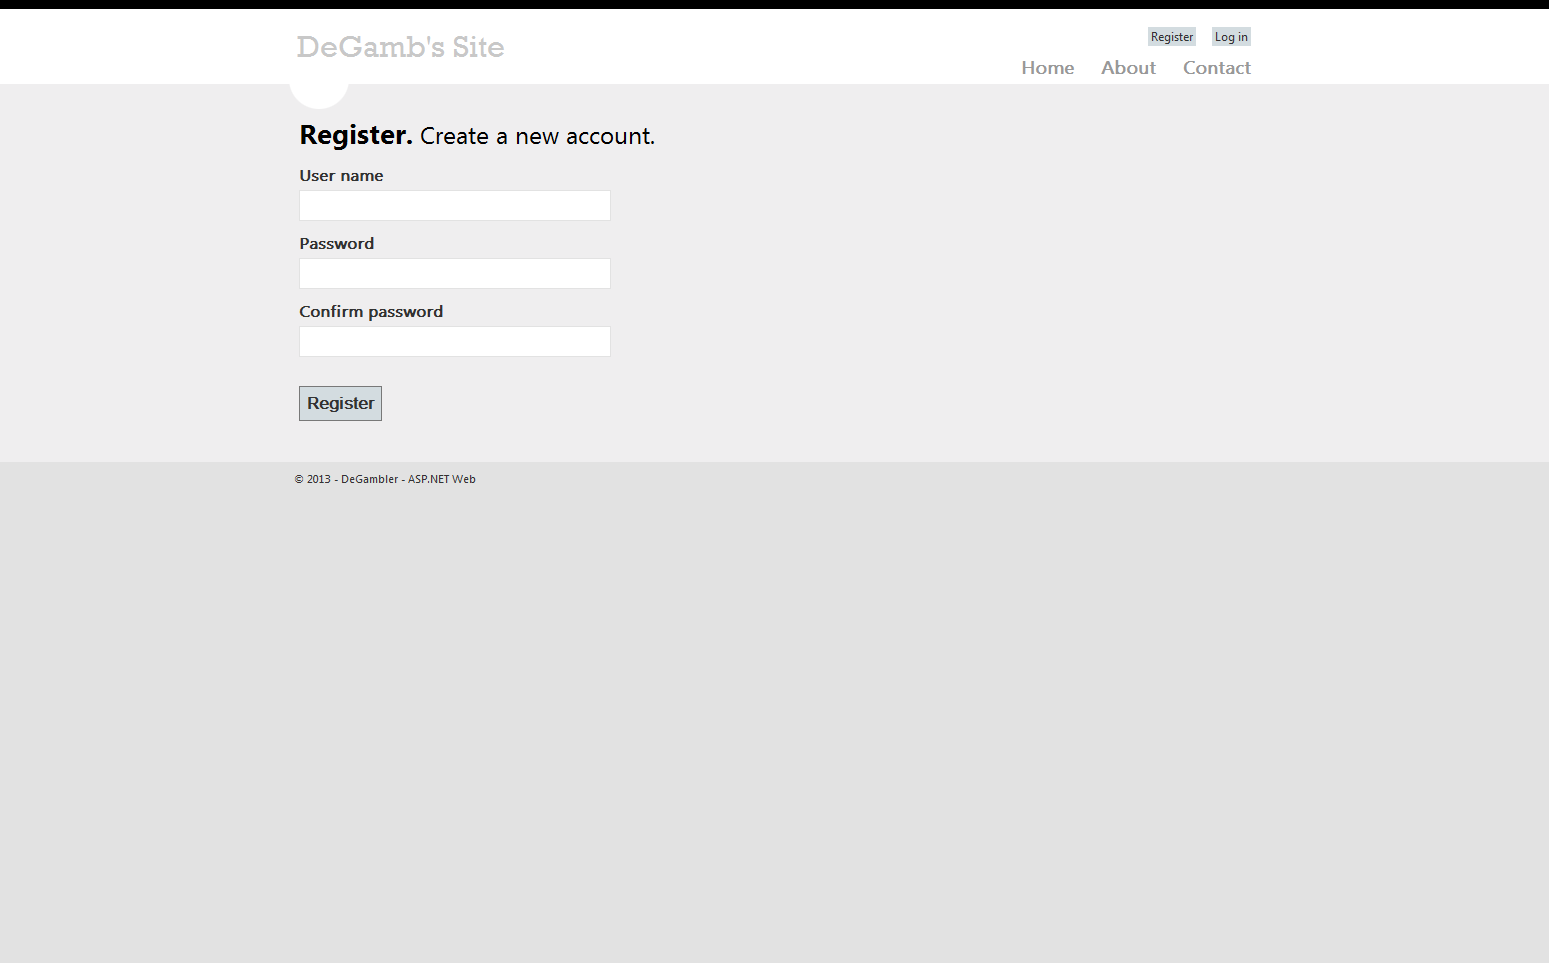 DeGamb's Site
Register Log in
Home About Contact
Register. Create a new account.
User name
Password
Confirm password
Register
© 2013 - DeGambler - ASP.NET Web